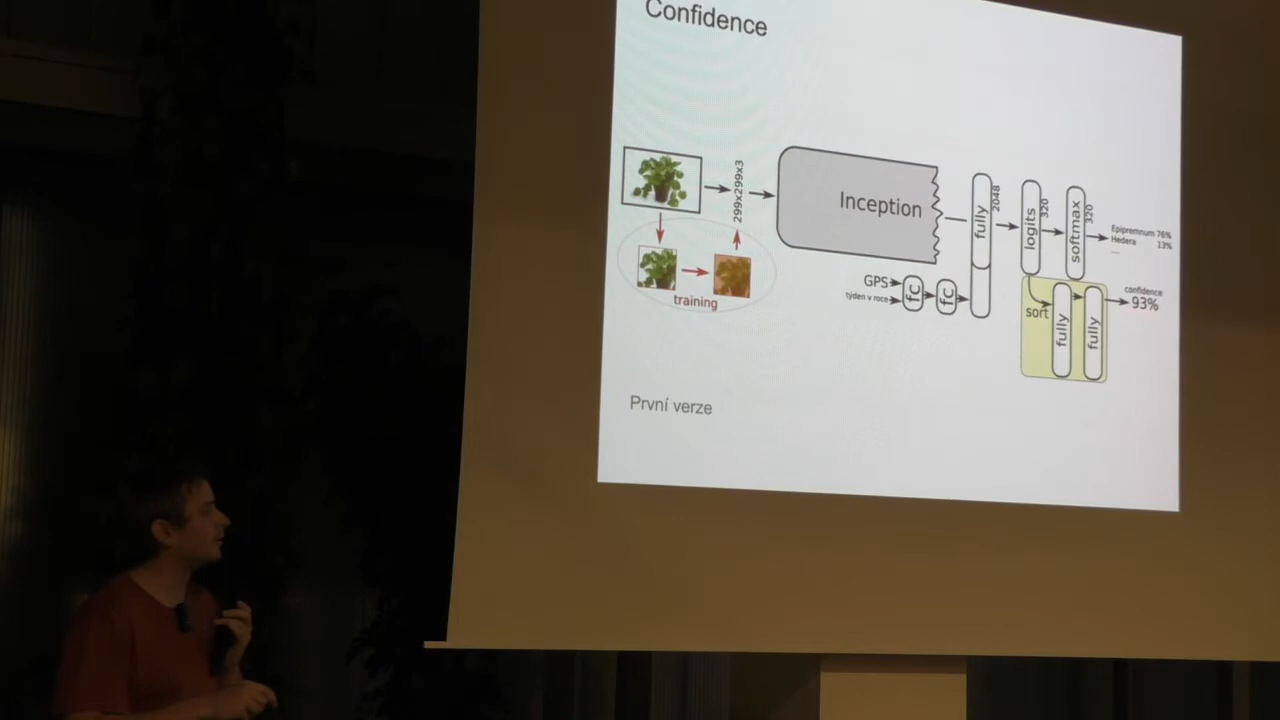 Confidence
299x299x3
Inception
fully
2048
logits
320
softmax
320
Epipremnum 76%
Hedera 13%
...
training
GPS
týden v roce
fc
fc
sort
fully
fully
confidence
93%
První verze